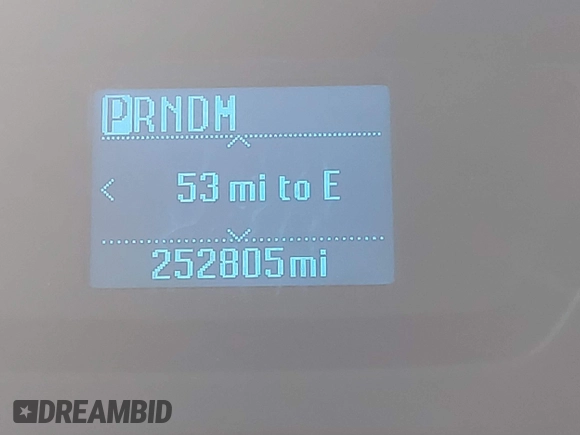 PRNDM
53 mi to E
252805mi
DREAMBID